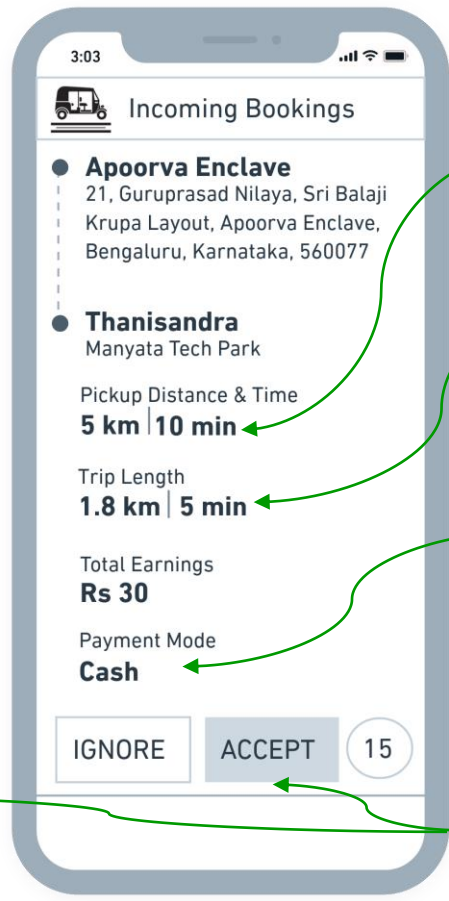 3:03
Incoming Bookings
Apoorva Enclave
21, Guruprasad Nilaya, Sri Balaji
Krupa Layout, Apoorva Enclave,
Bengaluru, Karnataka, 560077
Thanisandra
Manyata Tech Park
Pickup Distance & Time
5 km | 10 min
Trip Length
1.8 km | 5 min
Total Earnings
Rs 30
Payment Mode
Cash
IGNORE ACCEPT 15